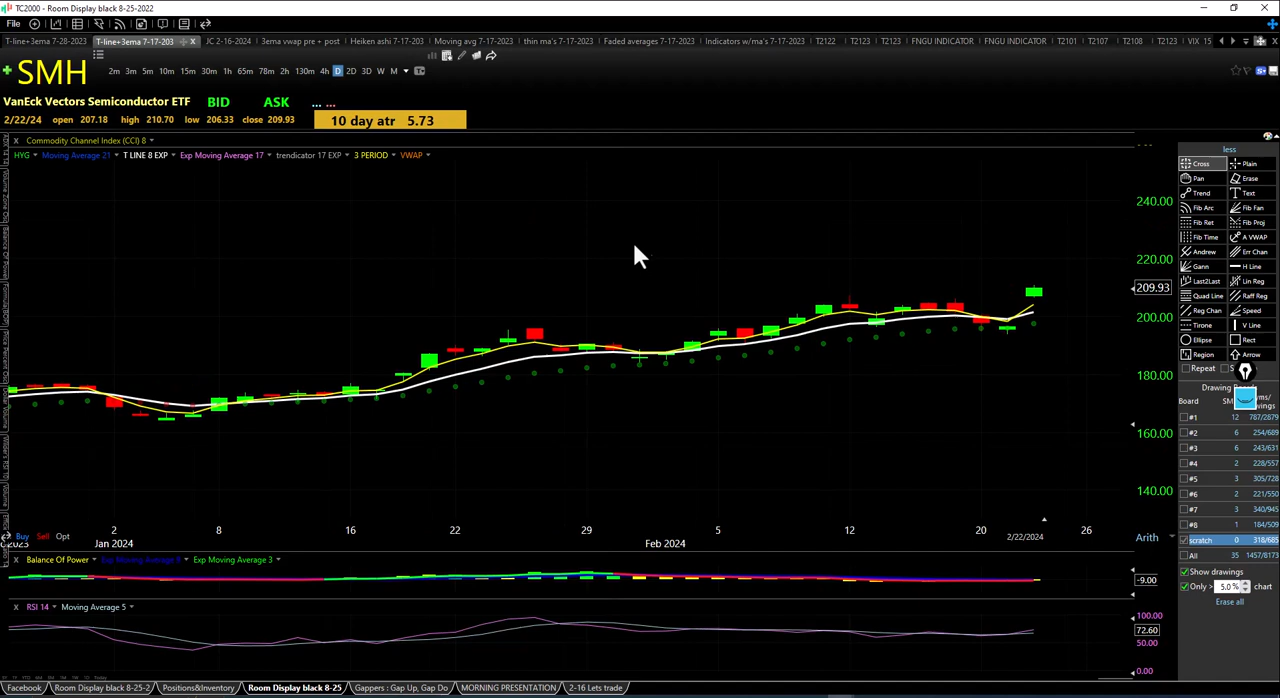 TC2000 - Room Display black 8-25-2022
File
T-line+3ema 7-28-2023 T-line+3ema 7-17-203 JC 2-16-2024 3ema vwap pre + post Heiken ashi 7-17-203 Moving avg 7-17-2023 thin ma's 7-17-203 Faded averages 7-17-2023 Indicators w/ma's 7-17-2023 T2122 T2123 T2123 FNGU INDICATOR FNGU INDICATOR T2101 T2107 T2108 T2123 VIX 15
SMH
2m 3m 5m 10m 15m 30m 1h 65m 78m 2h 130m 4h D 2D 3D W M
VanEck Vectors Semiconductor ETF BID ASK ... ...
2/22/24 open 207.18 high 210.70 low 206.33 close 209.93 10 day atr 5.73
X Commodity Channel Index (CCI) 8
HYG Moving Average 21 T LINE 8 EXP Exp Moving Average 17 trendicator 17 EXP 3 PERIOD VWAP
240.00
220.00
209.93
200.00
180.00
160.00
140.00
2 8 16 22 29 5 12 20 26
Buy Sell Opt
Jan 2024 Feb 2024 2/22/2024 Arith
X Balance Of Power Exp Moving Average Exp Moving Average 3
-9.00
X RSI 14 Moving Average 5
100.00
72.60
50.00
0.00
less
Cross Plain
Pan Erase
Trend Text
Fib Arc Fib Fan
Fib Ret Fib Proj
Fib Time A VWAP
Andrew Err Chan
Gann H Line
Last2Last Lin Reg
Quad Line Raff Reg
Reg Chan Speed
Tirone V Line
Ellipse Rect
Region Arrow
Repeat
Drawing
Board
#1 12 787/2879
#2 6 254/689
#3 6 243/631
#4 2 228/557
#5 3 305/728
#6 2 221/550
#7 3 340/945
#8 1 184/509
scratch 0 318/685
All 35 1457/8173
Show drawings
Only > 5.0 % chart
Erase all
Facebook Room Display black 8-25-2 Positions&Inventory Room Display black 8-25 Gappers : Gap Up, Gap Do MORNING PRESENTATION 2-16 Lets trade